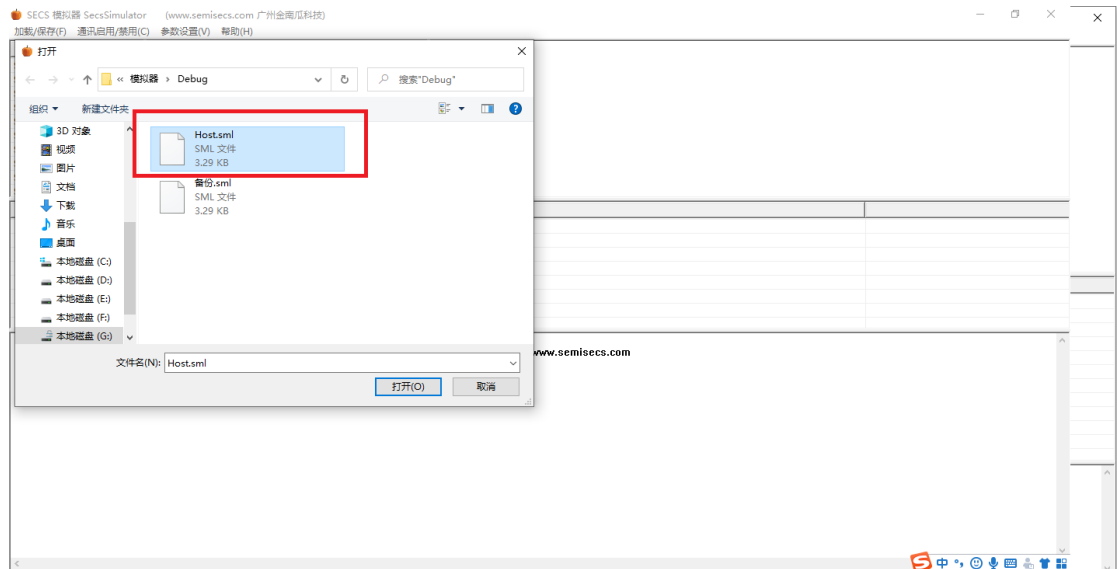 SECS 模拟器 SecsSimulator (www.semisecs.com 广州金南瓜科技)
加载/保存(F) 通讯启用/禁用(C) 参数设置(V) 帮助(H)
打开
« 模拟器 › Debug
搜索"Debug"
组织 新建文件夹
3D 对象
视频
图片
文档
下载
音乐
桌面
本地磁盘 (C:)
本地磁盘 (D:)
本地磁盘 (E:)
本地磁盘 (F:)
本地磁盘 (G:)
Host.sml
SML 文件
3.29 KB
备份.sml
SML 文件
3.29 KB
文件名(N): Host.sml
打开(O) 取消
www.semisecs.com
中